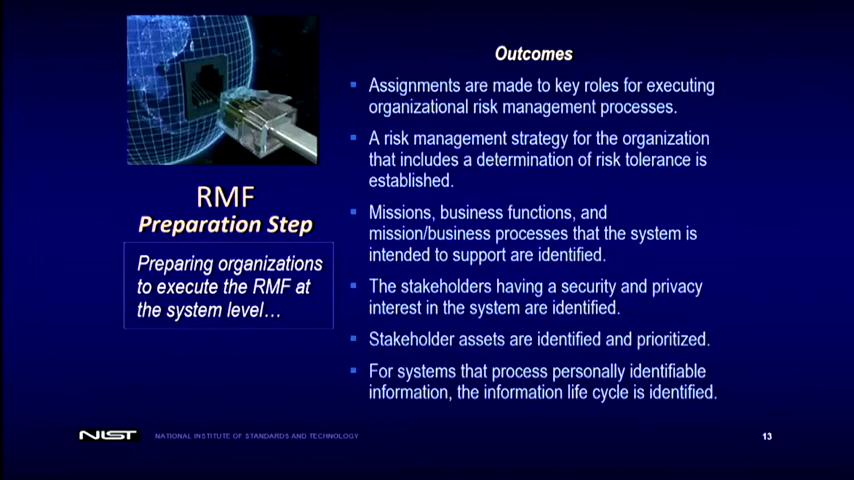 RMF
Preparation Step
Preparing organizations
to execute the RMF at
the system level…
Outcomes
Assignments are made to key roles for executing
organizational risk management processes.
A risk management strategy for the organization
that includes a determination of risk tolerance is
established.
Missions, business functions, and
mission/business processes that the system is
intended to support are identified.
The stakeholders having a security and privacy
interest in the system are identified.
Stakeholder assets are identified and prioritized.
For systems that process personally identifiable
information, the information life cycle is identified.
NIST NATIONAL INSTITUTE OF STANDARDS AND TECHNOLOGY
13